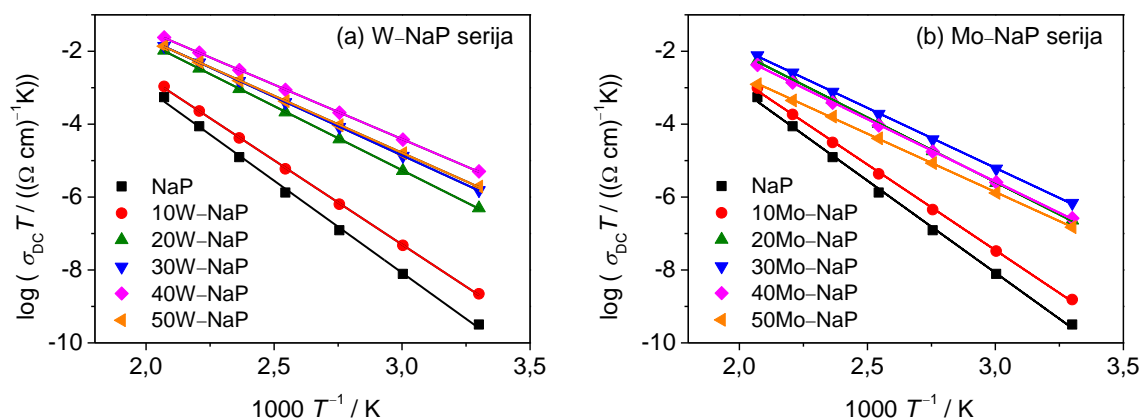 (a) W–NaP serija
log ( σDC T / ((Ω cm)⁻¹K))
-2
-4
-6
-8
-10
NaP
10W–NaP
20W–NaP
30W–NaP
40W–NaP
50W–NaP
2,0 2,5 3,0 3,5
1000 T⁻¹ / K
(b) Mo–NaP serija
log ( σDC T / ((Ω cm)⁻¹K))
-2
-4
-6
-8
-10
NaP
10Mo–NaP
20Mo–NaP
30Mo–NaP
40Mo–NaP
50Mo–NaP
2,0 2,5 3,0 3,5
1000 T⁻¹ / K